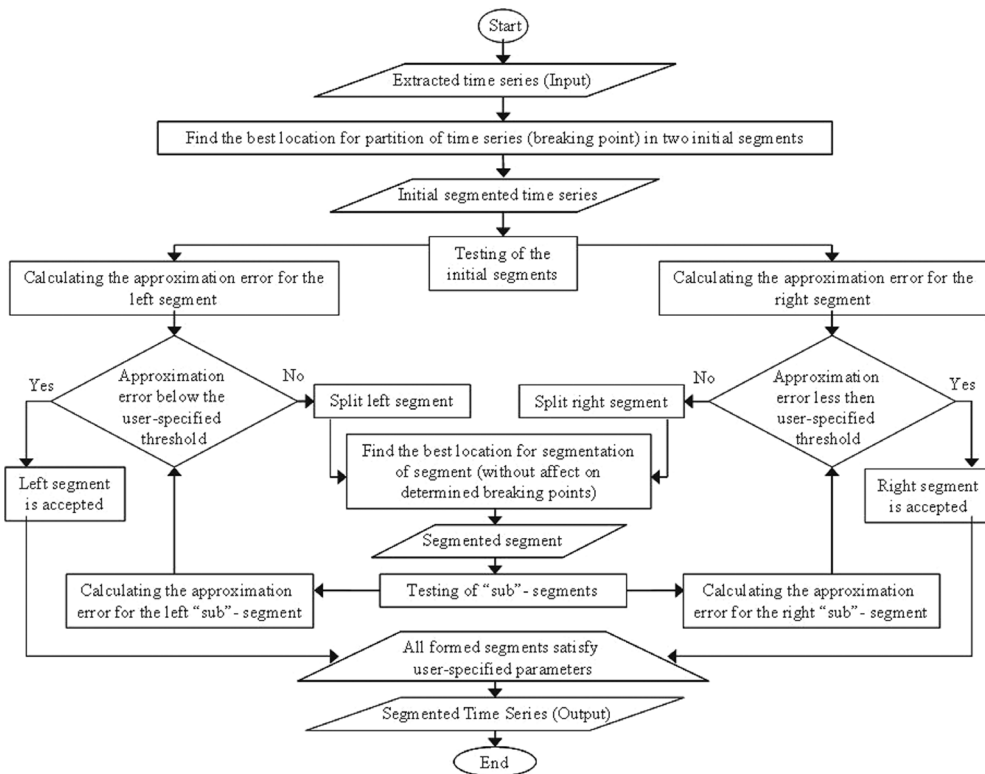 Start
Extracted time series (Input)
Find the best location for partition of time series (breaking point) in two initial segments
Initial segmented time series
Testing of the
initial segments
Calculating the approximation error for the
left segment
Calculating the approximation error for the
right segment
Yes
Approximation
error below the
user-specified
threshold
No
Split left segment
Split right segment
No
Approximation
error less then
user-specified
threshold
Yes
Find the best location for segmentation
of segment (without affect on
determined breaking points)
Left segment
is accepted
Right segment
is accepted
Segmented segment
Calculating the approximation
error for the left "sub"- segment
Testing of "sub"- segments
Calculating the approximation
error for the right "sub"- segment
All formed segments satisfy
user-specified parameters
Segmented Time Series (Output)
End